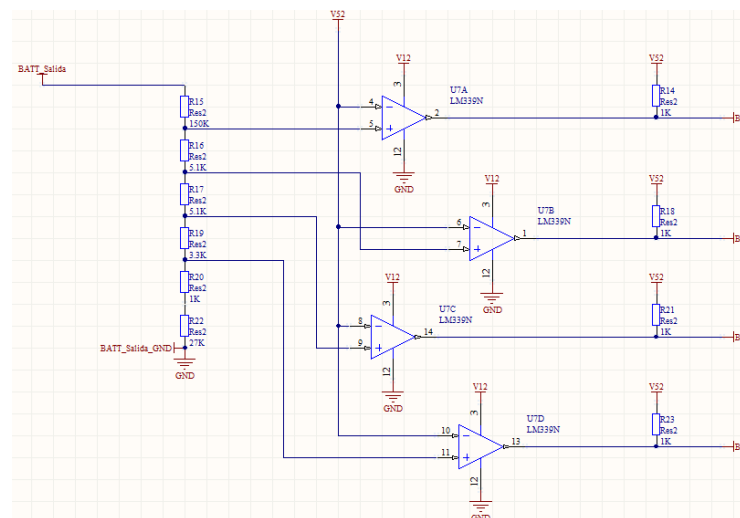 V52
BATT_Salida
R15
Res2
150K
R16
Res2
5.1K
R17
Res2
5.1K
R19
Res2
3.3K
R20
Res2
1K
R22
Res2
27K
BATT_Salida_GND
GND
V12
3
U7A
LM339N
4
5
2
12
GND
V52
R14
Res2
1K
B
V12
3
U7B
LM339N
6
7
1
12
GND
V52
R18
Res2
1K
B
V12
3
U7C
LM339N
8
9
14
12
GND
V52
R21
Res2
1K
B
V12
3
U7D
LM339N
10
11
13
12
GND
V52
R23
Res2
1K
B